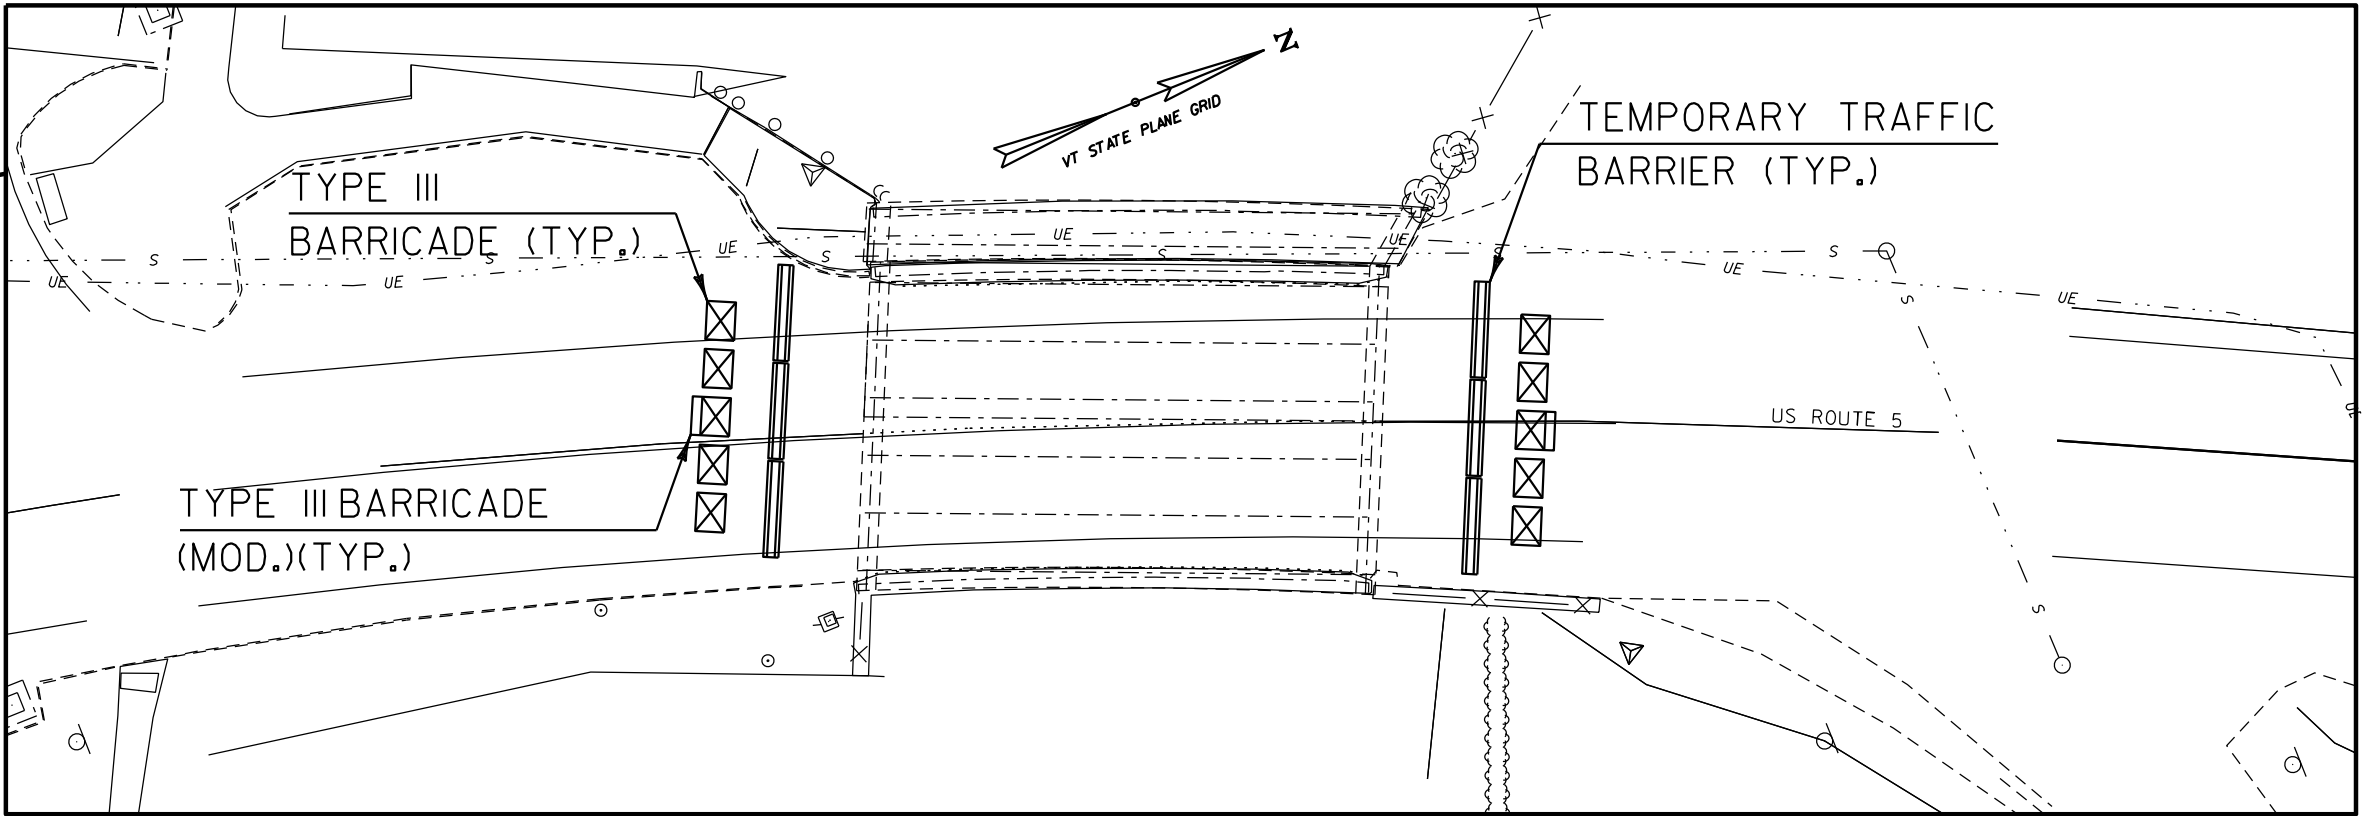 N
VT STATE PLANE GRID
TEMPORARY TRAFFIC
BARRIER (TYP.)
TYPE III
BARRICADE (TYP.)
UE
UE
UE
S
S
S
S
S
S
UE
UE
UE
UE
S
UE
US ROUTE 5
TYPE III BARRICADE
(MOD.)(TYP.)
S